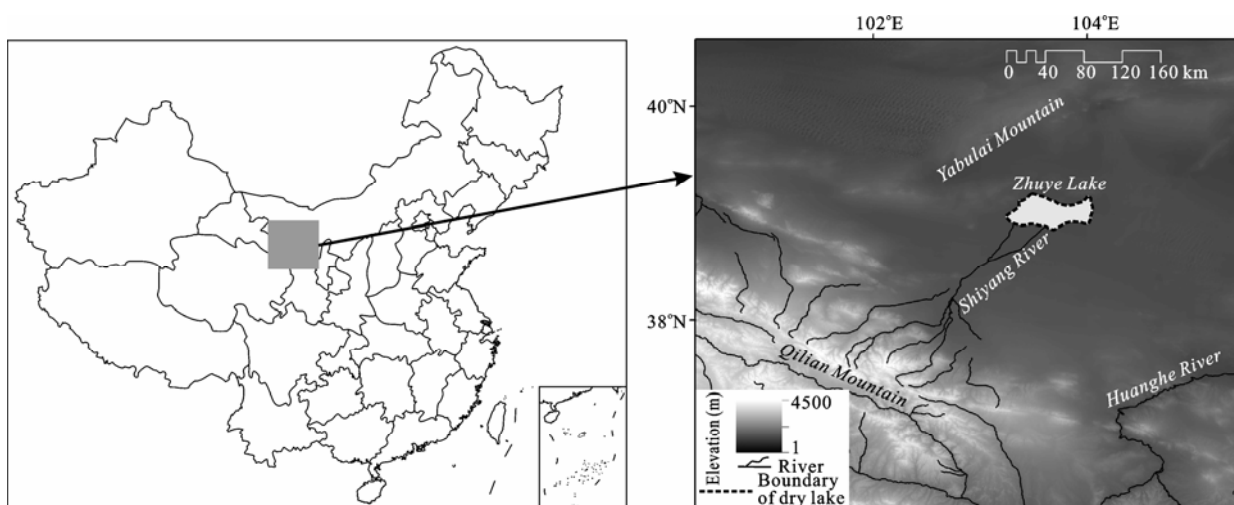 102°E 104°E
0 40 80 120 160 km
40°N
Yabulai Mountain
Zhuye Lake
Shiyang River
38°N
Qilian Mountain
Huanghe River
Elevation (m)
4500
1
River
Boundary
of dry lake